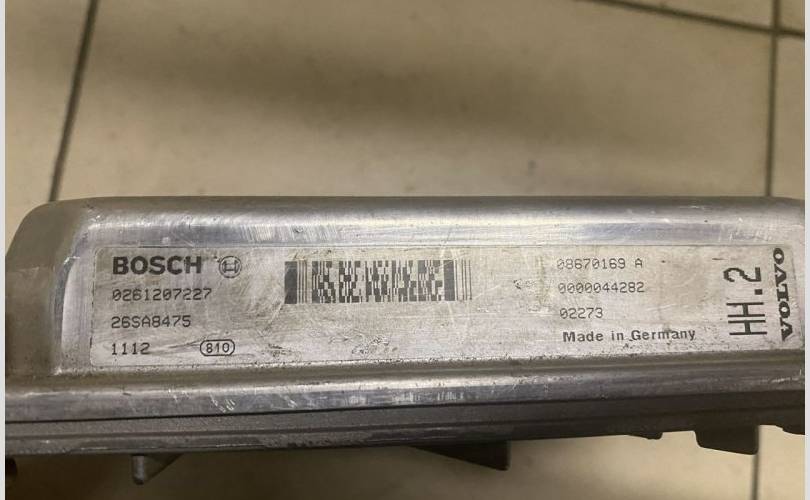 BOSCH
0261207227
26SA8475
1112 810
08670169 A
0000044282
02273
Made in Germany
HH.2
VOLVO